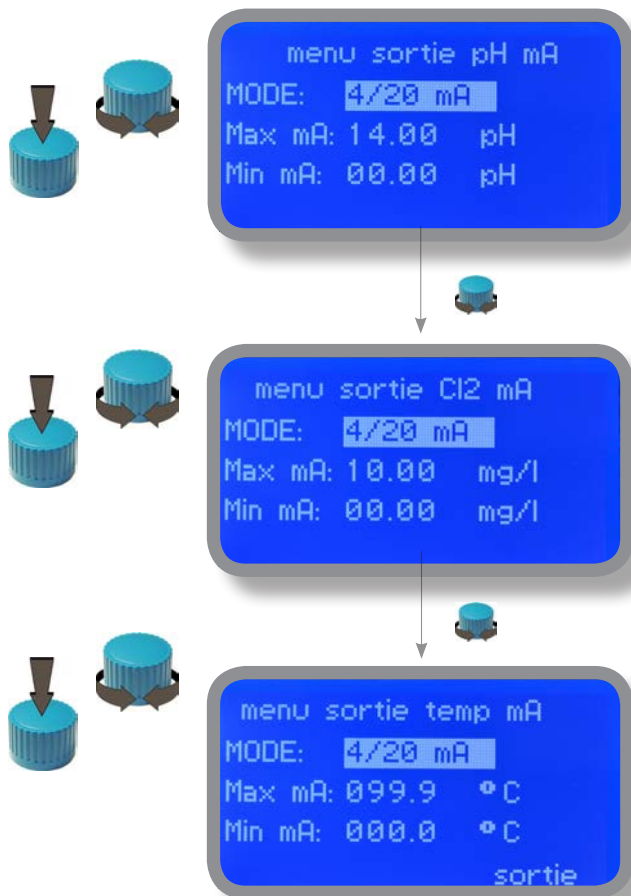 menu sortie pH mA
MODE: 4/20 mA
Max mA: 14.00 pH
Min mA: 00.00 pH
menu sortie Cl2 mA
MODE: 4/20 mA
Max mA: 10.00 mg/l
Min mA: 00.00 mg/l
menu sortie temp mA
MODE: 4/20 mA
Max mA: 099.9 °C
Min mA: 000.0 °C
sortie